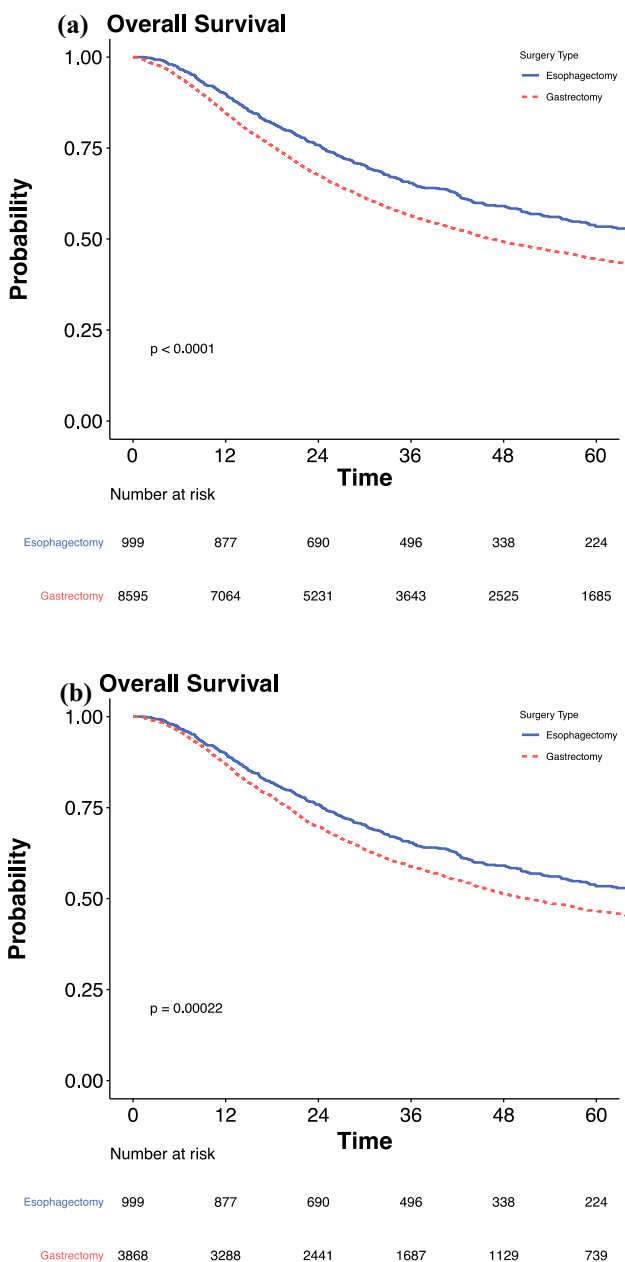 (a) Overall Survival
Surgery Type
Esophagectomy
Gastrectomy
1.00
0.75
0.50
0.25
0.00
Probability
p < 0.0001
0 12 24 36 48 60
Time
Number at risk
Esophagectomy 999 877 690 496 338 224
Gastrectomy 8595 7064 5231 3643 2525 1685
(b) Overall Survival
Surgery Type
Esophagectomy
Gastrectomy
1.00
0.75
0.50
0.25
0.00
Probability
p = 0.00022
0 12 24 36 48 60
Time
Number at risk
Esophagectomy 999 877 690 496 338 224
Gastrectomy 3868 3288 2441 1687 1129 739